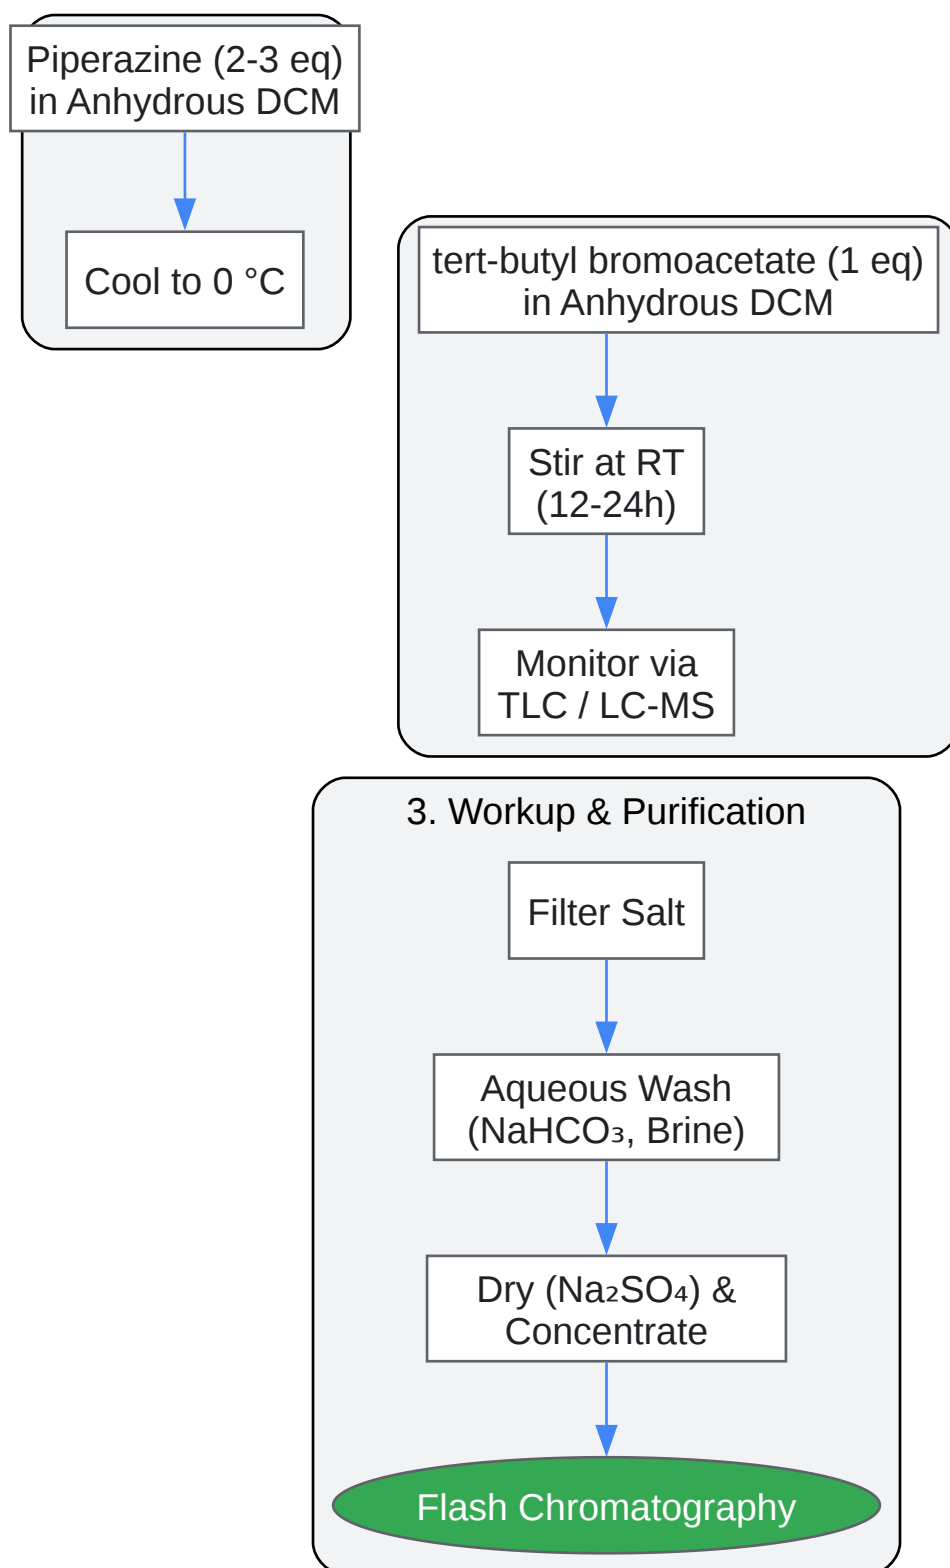 Piperazine (2-3 eq)
in Anhydrous DCM
Cool to 0 °C
tert-butyl bromoacetate (1 eq)
in Anhydrous DCM
Stir at RT
(12-24h)
Monitor via
TLC / LC-MS
3. Workup & Purification
Filter Salt
Aqueous Wash
(NaHCO₃, Brine)
Dry (Na₂SO₄) &
Concentrate
Flash Chromatography